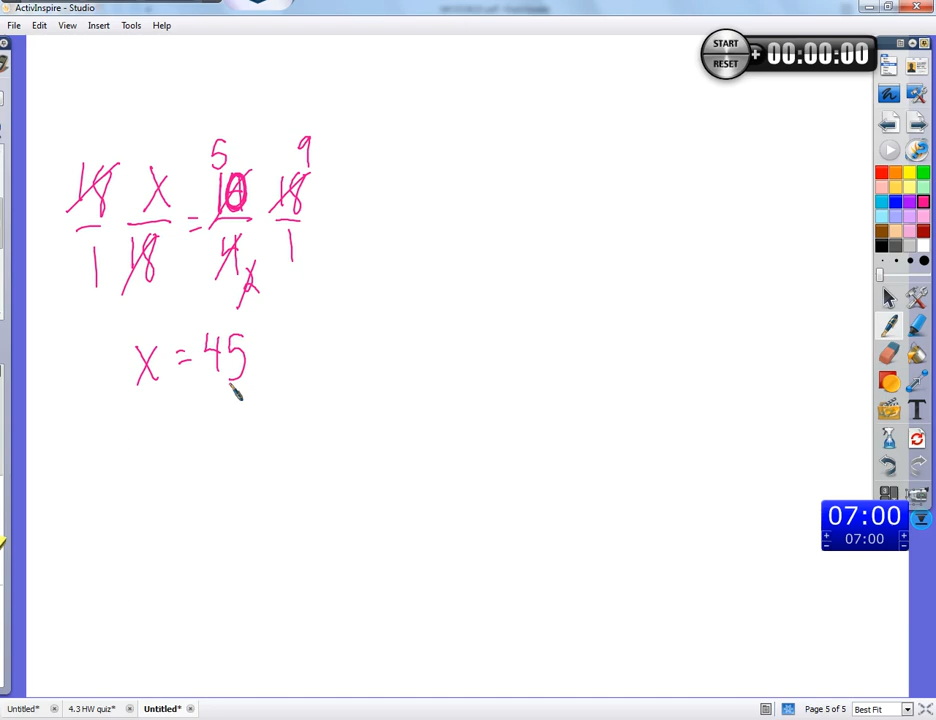 ActivInspire - Studio
File Edit View Insert Tools Help
START
RESET
+ 00:00:00
5 9
18 x = 10 18
1 18 4 2 1
x = 45
07:00
+ 07:00 +
- -
Untitled* 4.3 HW quiz* Untitled*
Page 5 of 5 Best Fit